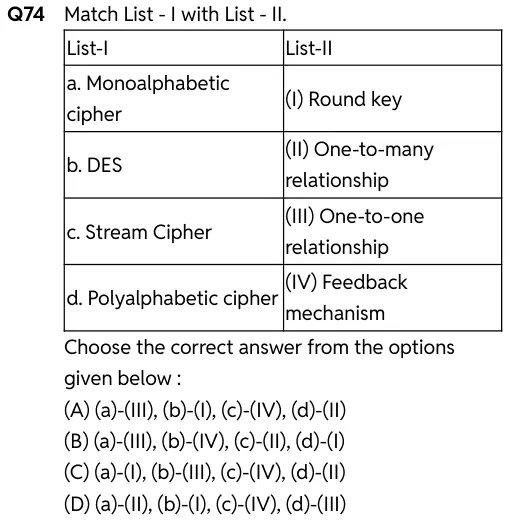 Q74 Match List - I with List - II.
List-I List-II
a. Monoalphabetic
cipher
(I) Round key
b. DES
(II) One-to-many
relationship
c. Stream Cipher
(III) One-to-one
relationship
d. Polyalphabetic cipher
(IV) Feedback
mechanism
Choose the correct answer from the options
given below :
(A) (a)-(III), (b)-(I), (c)-(IV), (d)-(II)
(B) (a)-(III), (b)-(IV), (c)-(II), (d)-(I)
(C) (a)-(I), (b)-(III), (c)-(IV), (d)-(II)
(D) (a)-(II), (b)-(I), (c)-(IV), (d)-(III)